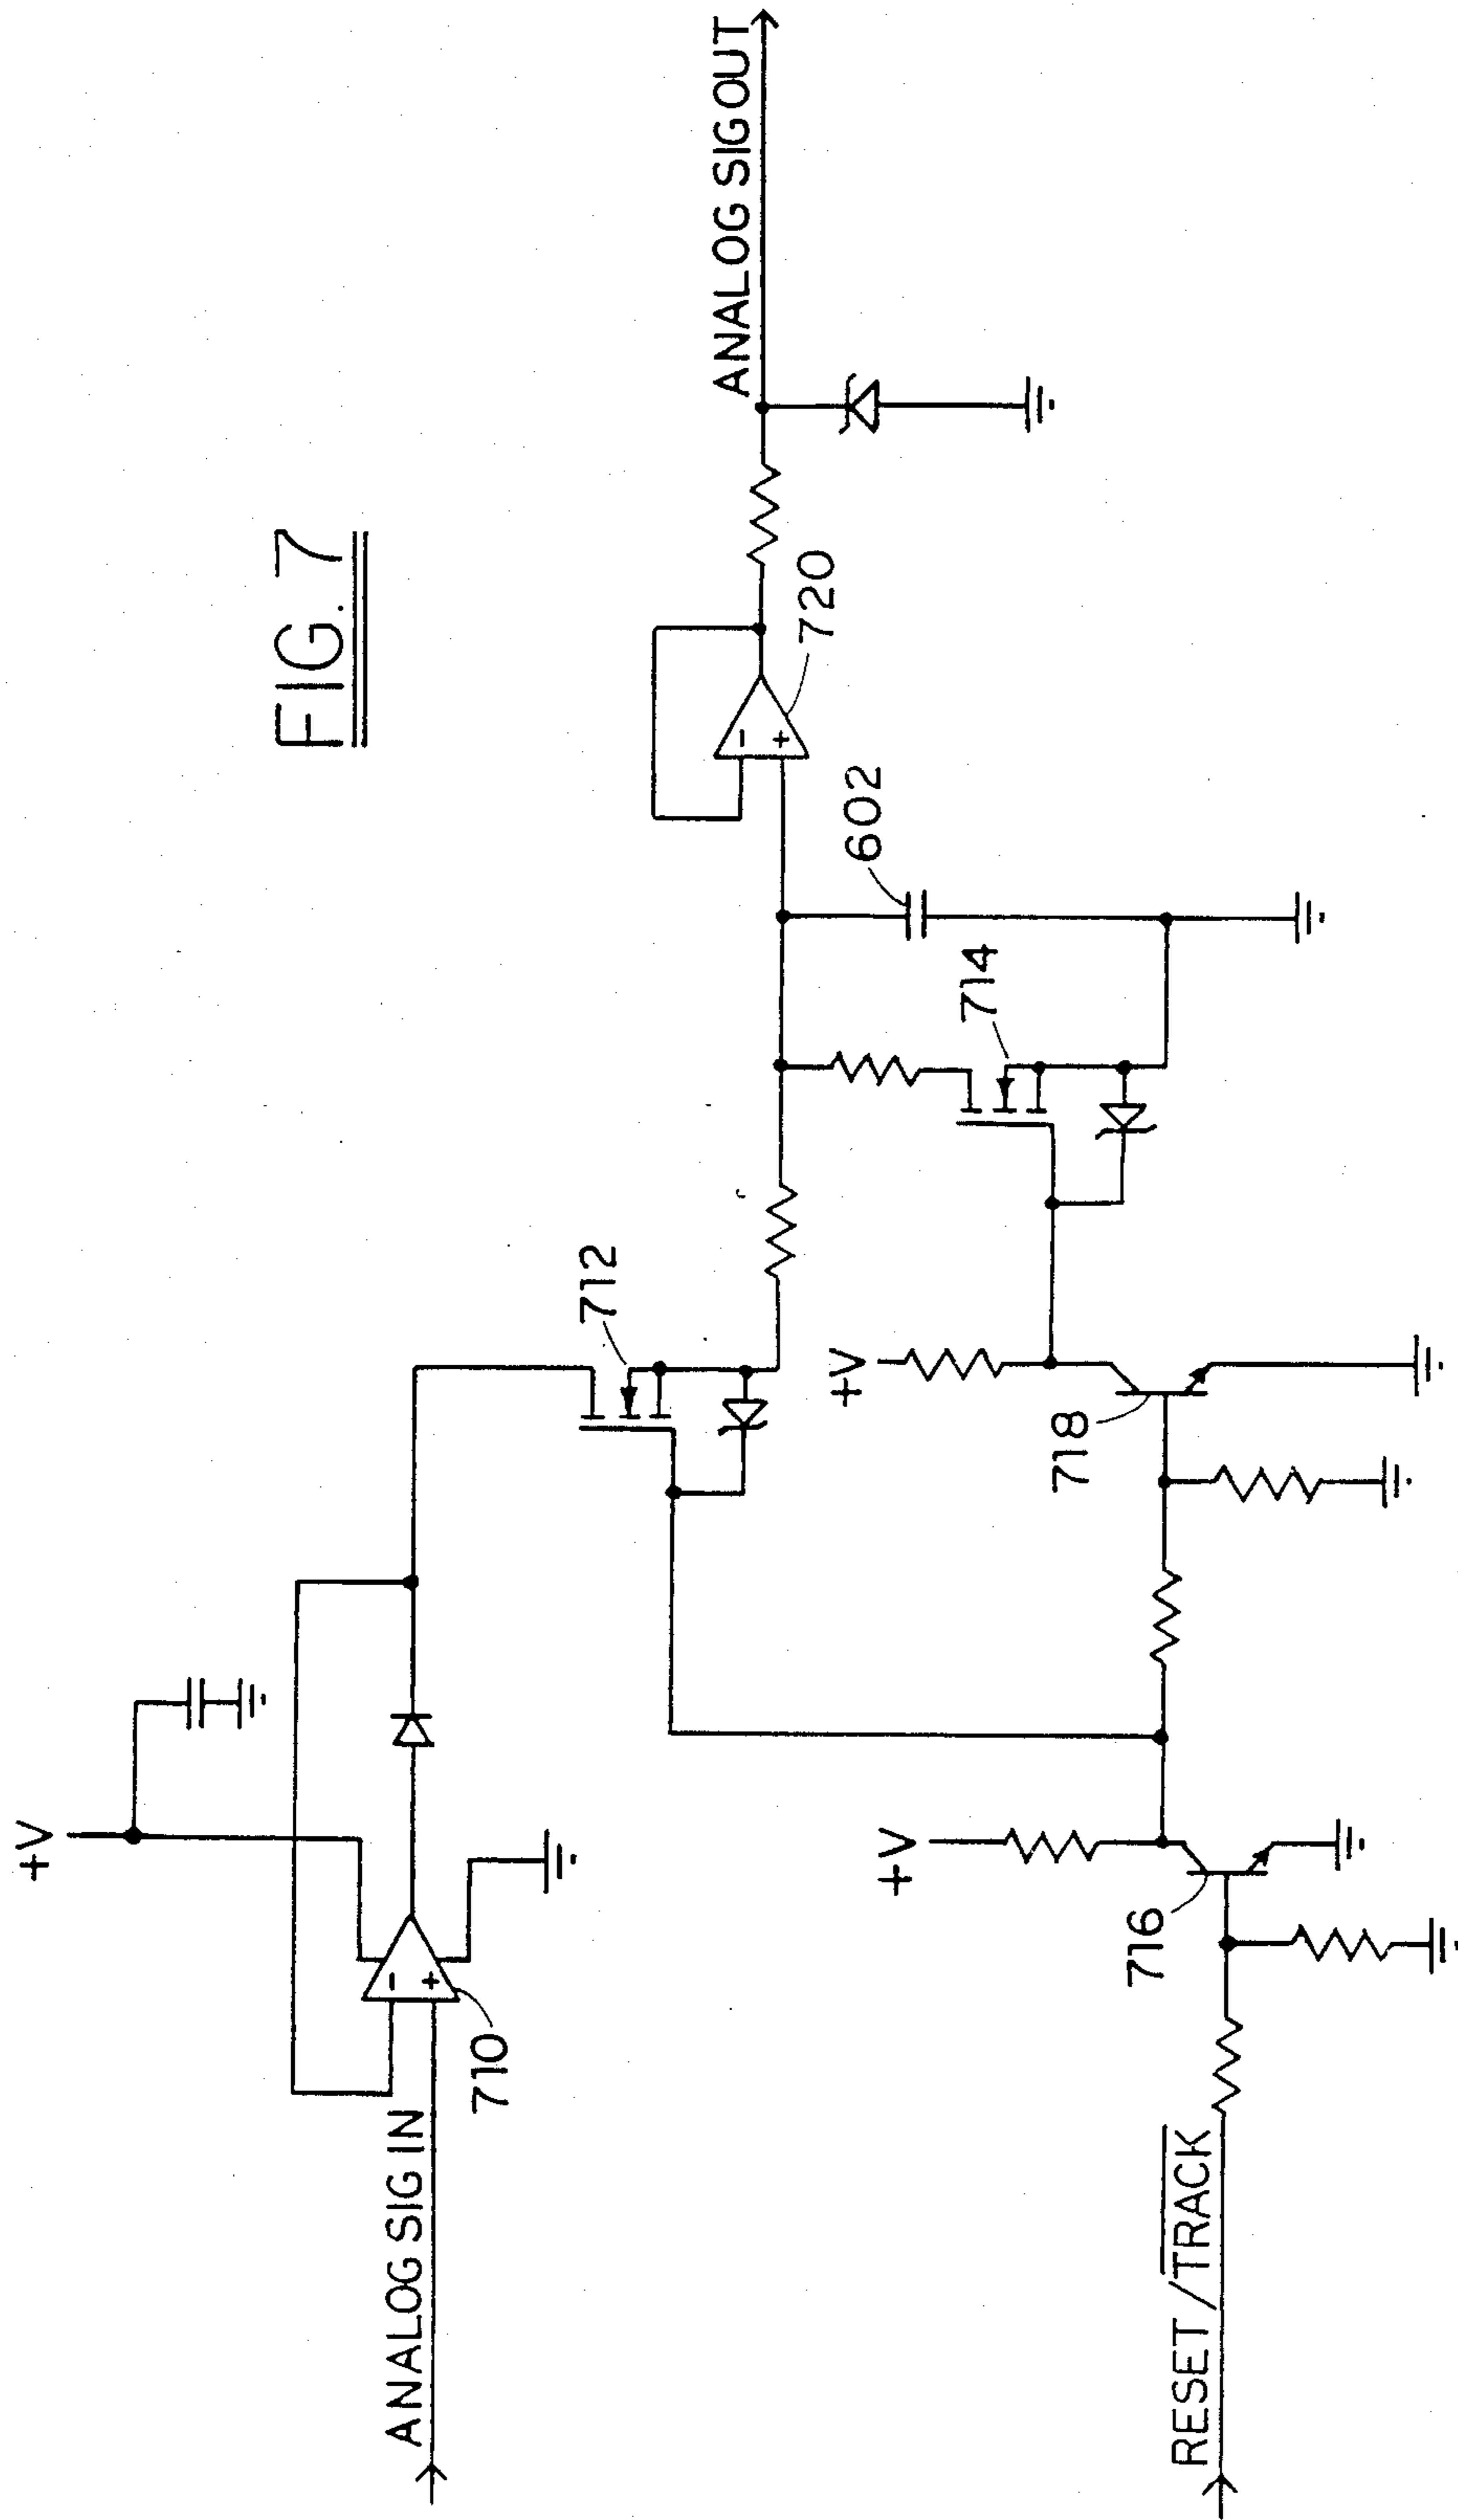 FIG. 7
+V
ANALOG SIG IN
710
712
ANALOG SIG OUT
720
602
714
+V
718
+V
716
RESET/TRACK